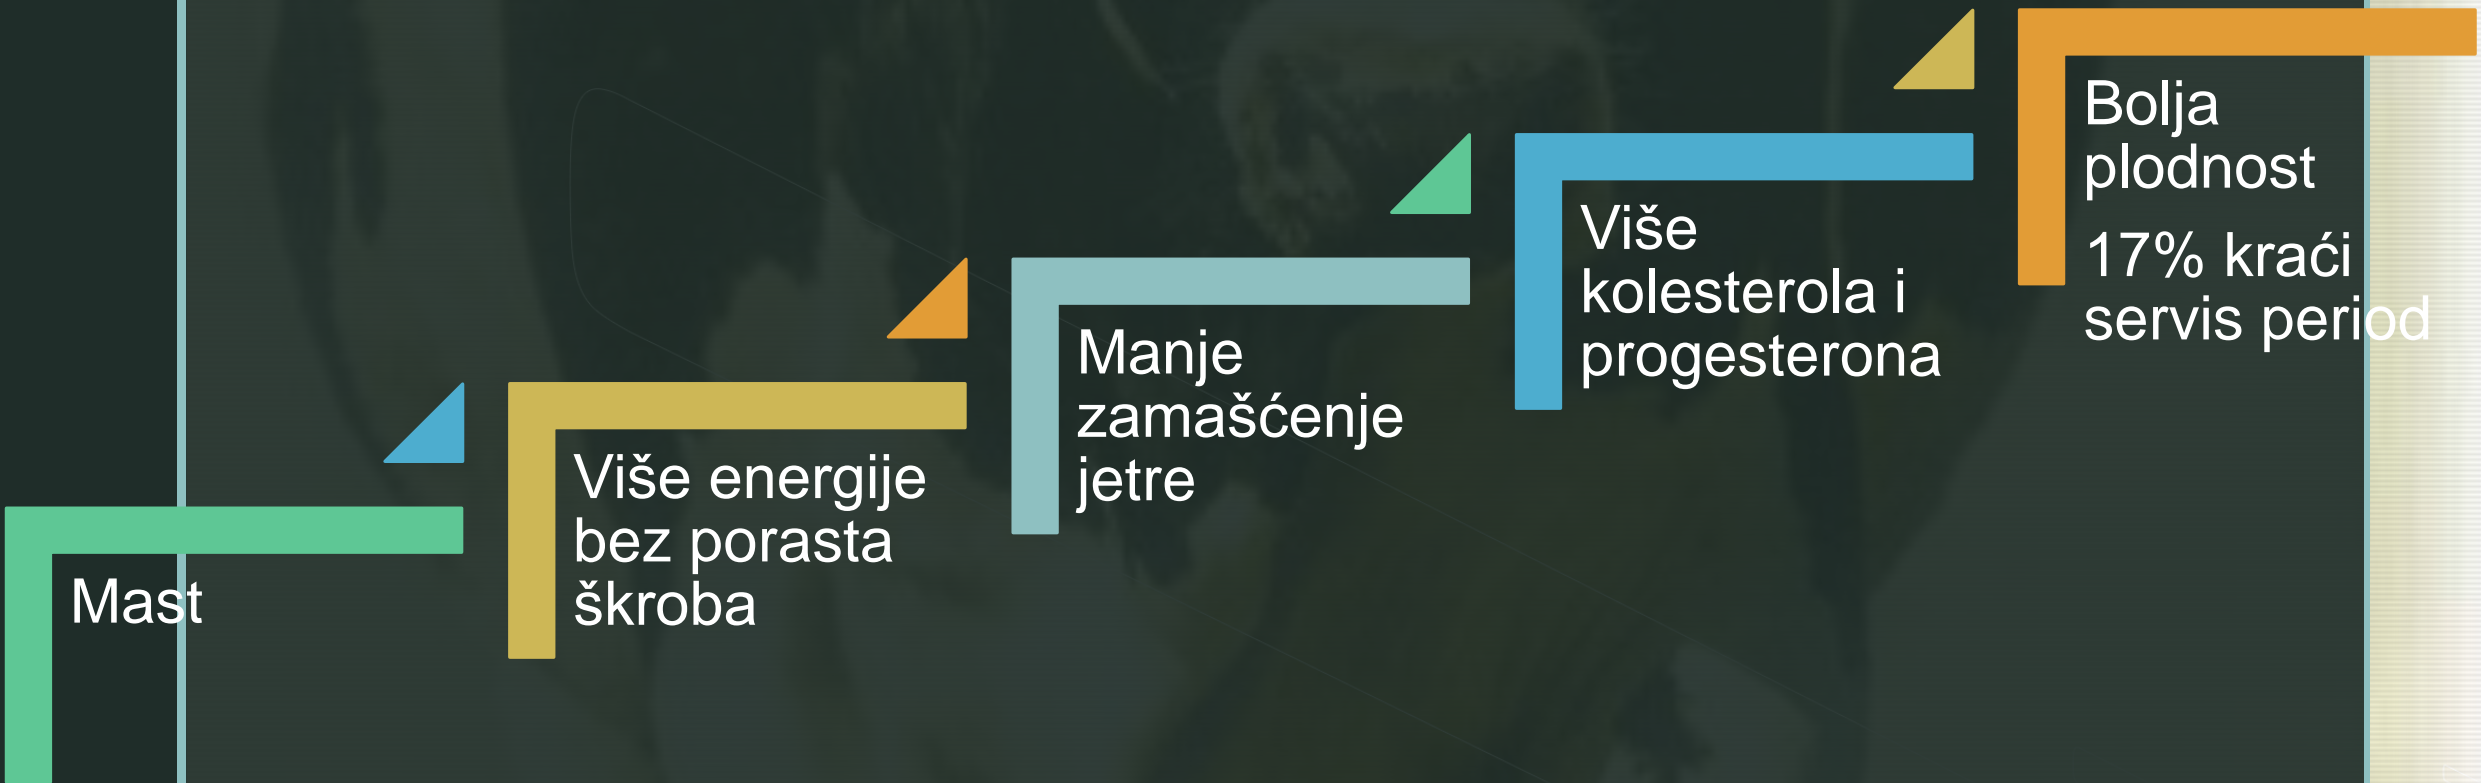 Mast
Više energije
bez porasta
škroba
Manje
zamašćenje
jetre
Više
kolesterola i
progesterona
Bolja
plodnost
17% kraći
servis period